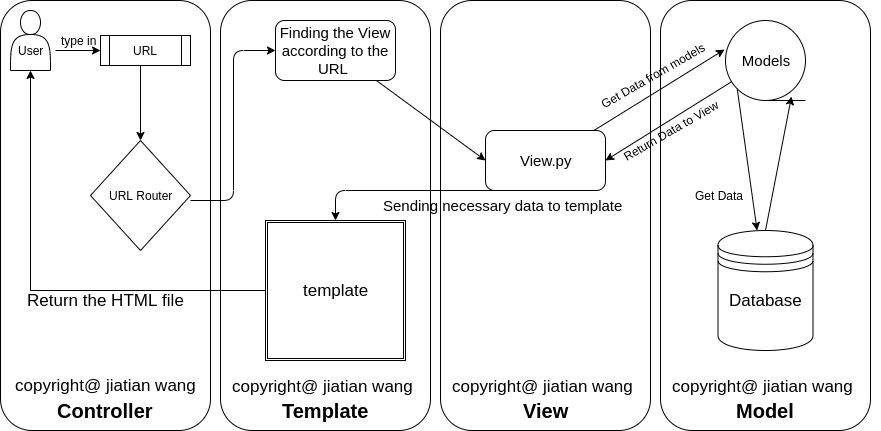 User
type in
URL
URL Router
Return the HTML file
copyright@ jiatian wang
Controller
Finding the View
according to the
URL
template
copyright@ jiatian wang
Template
View.py
Sending necessary data to template
copyright@ jiatian wang
View
Get Data from models
Return Data to View
Models
Get Data
Database
copyright@ jiatian wang
Model